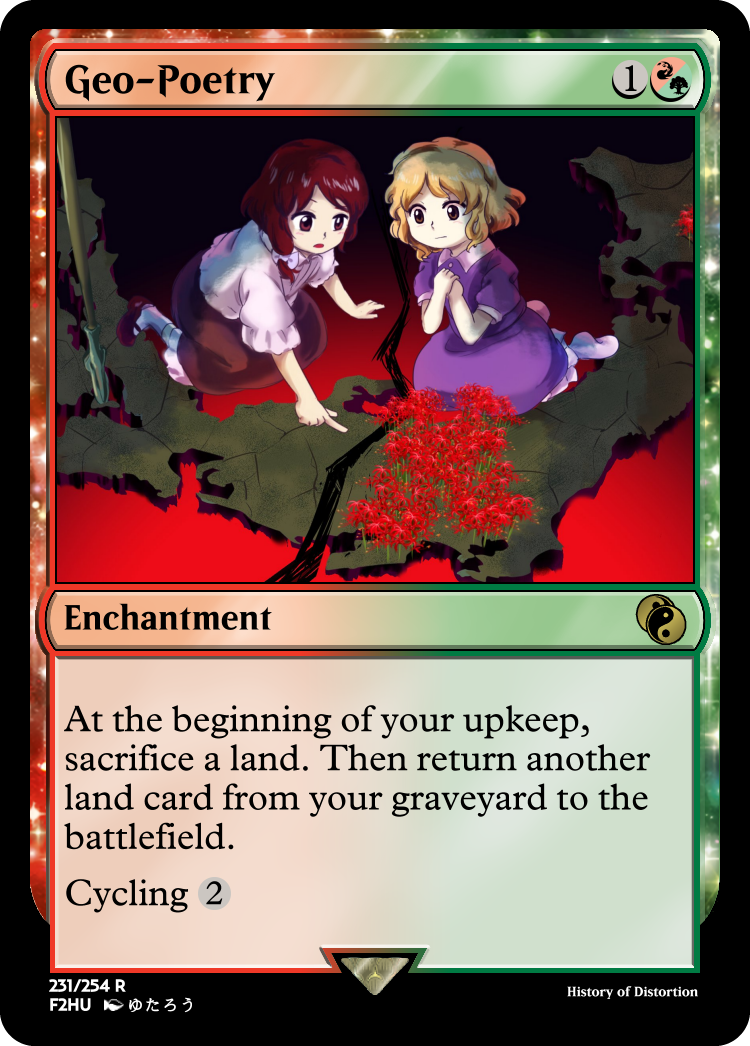 Geo-Poetry
1
Enchantment
At the beginning of your upkeep,
sacrifice a land. Then return another
land card from your graveyard to the
battlefield.
Cycling 2
231/254 R
F2HU ゆたろう
History of Distortion